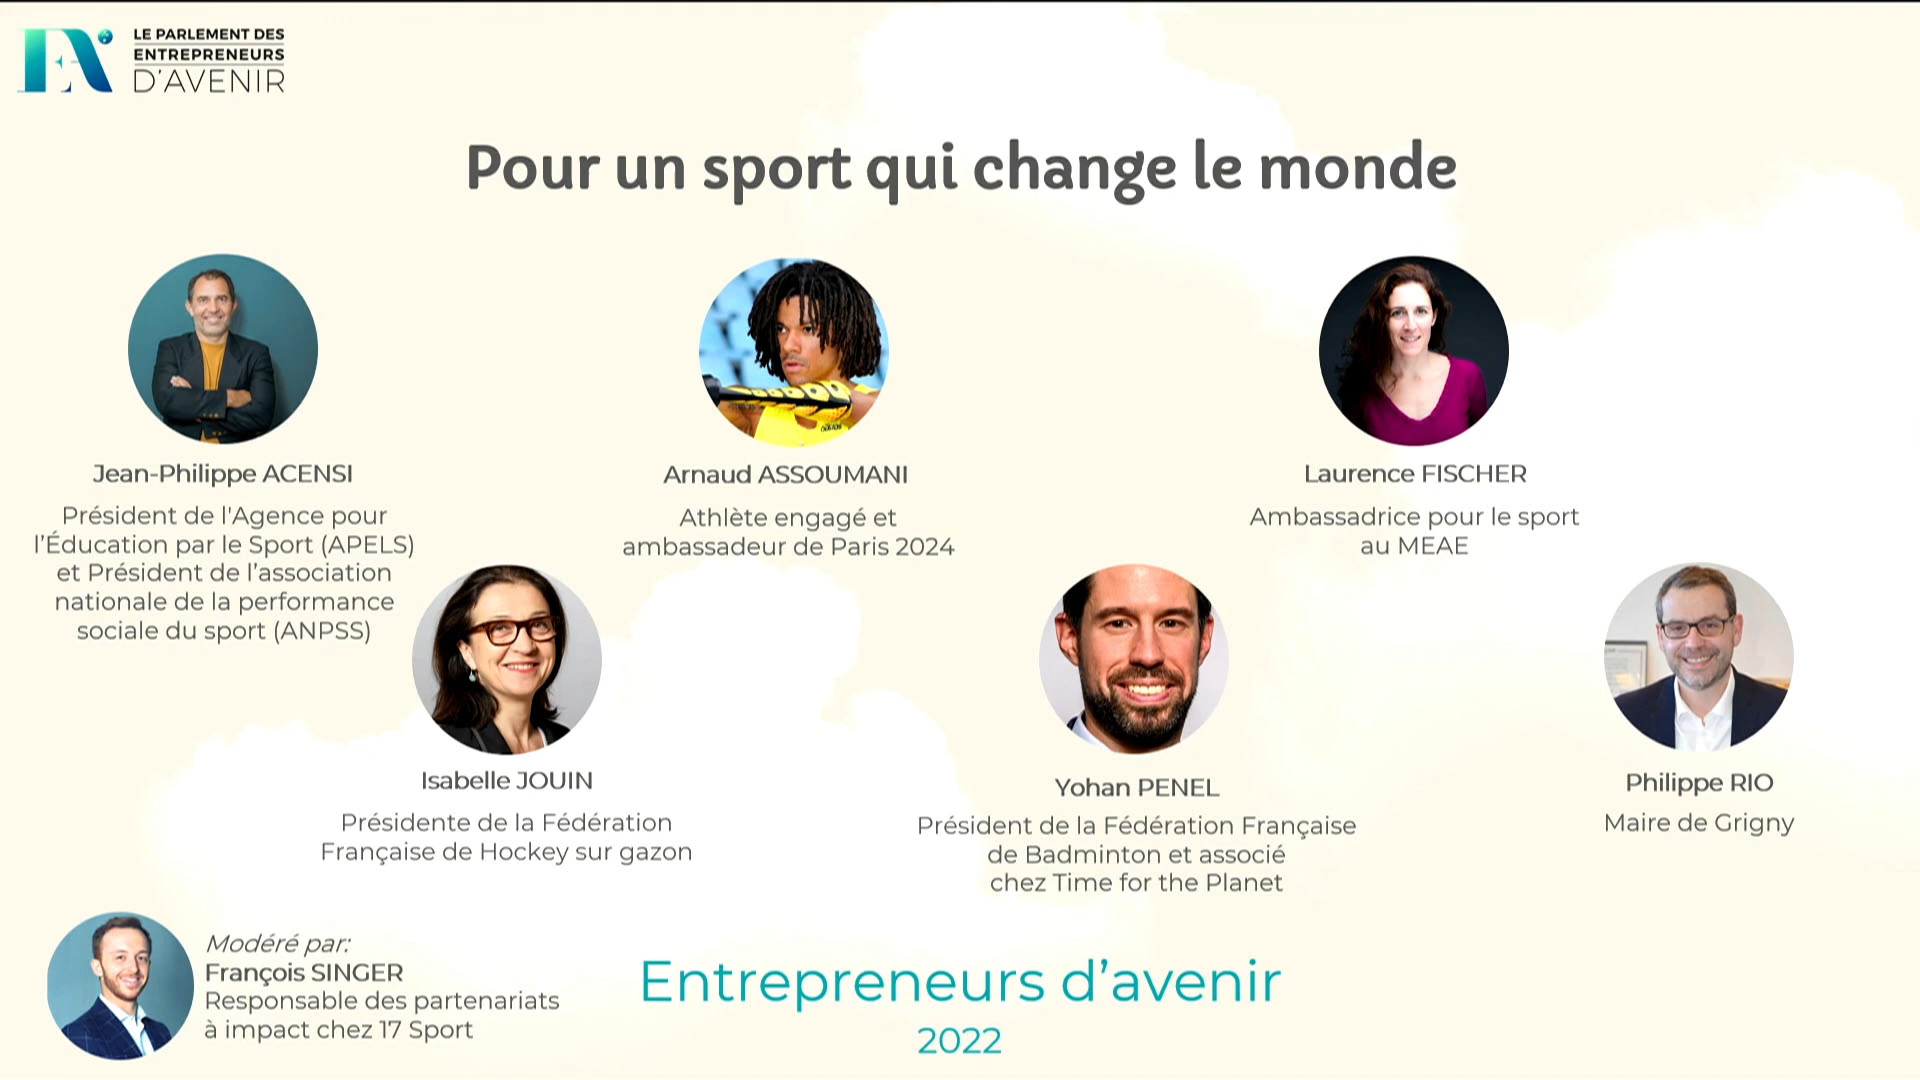 LE PARLEMENT DES
ENTREPRENEURS
D'AVENIR
Pour un sport qui change le monde
Jean-Philippe ACENSI
Président de l'Agence pour
l'Éducation par le Sport (APELS)
et Président de l'association
nationale de la performance
sociale du sport (ANPSS)
Arnaud ASSOUMANI
Athlète engagé et
ambassadeur de Paris 2024
Laurence FISCHER
Ambassadrice pour le sport
au MEAE
Isabelle JOUIN
Présidente de la Fédération
Française de Hockey sur gazon
Yohan PENEL
Président de la Fédération Française
de Badminton et associé
chez Time for the Planet
Philippe RIO
Maire de Grigny
Modéré par:
François SINGER
Responsable des partenariats
à impact chez 17 Sport
Entrepreneurs d'avenir
2022